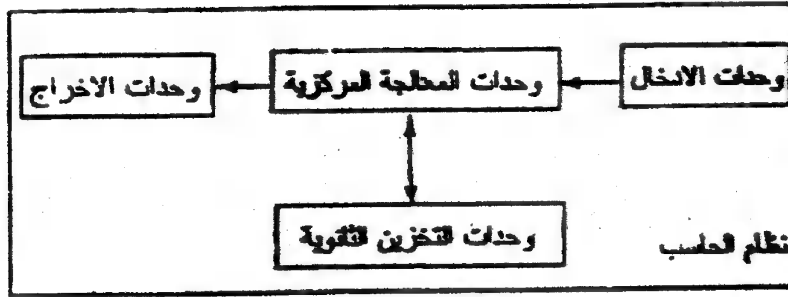 وحدات الادخال
وحدات المعالجة المركزية
وحدات الاخراج
وحدات التخزين الثانوية
نظام الحاسب